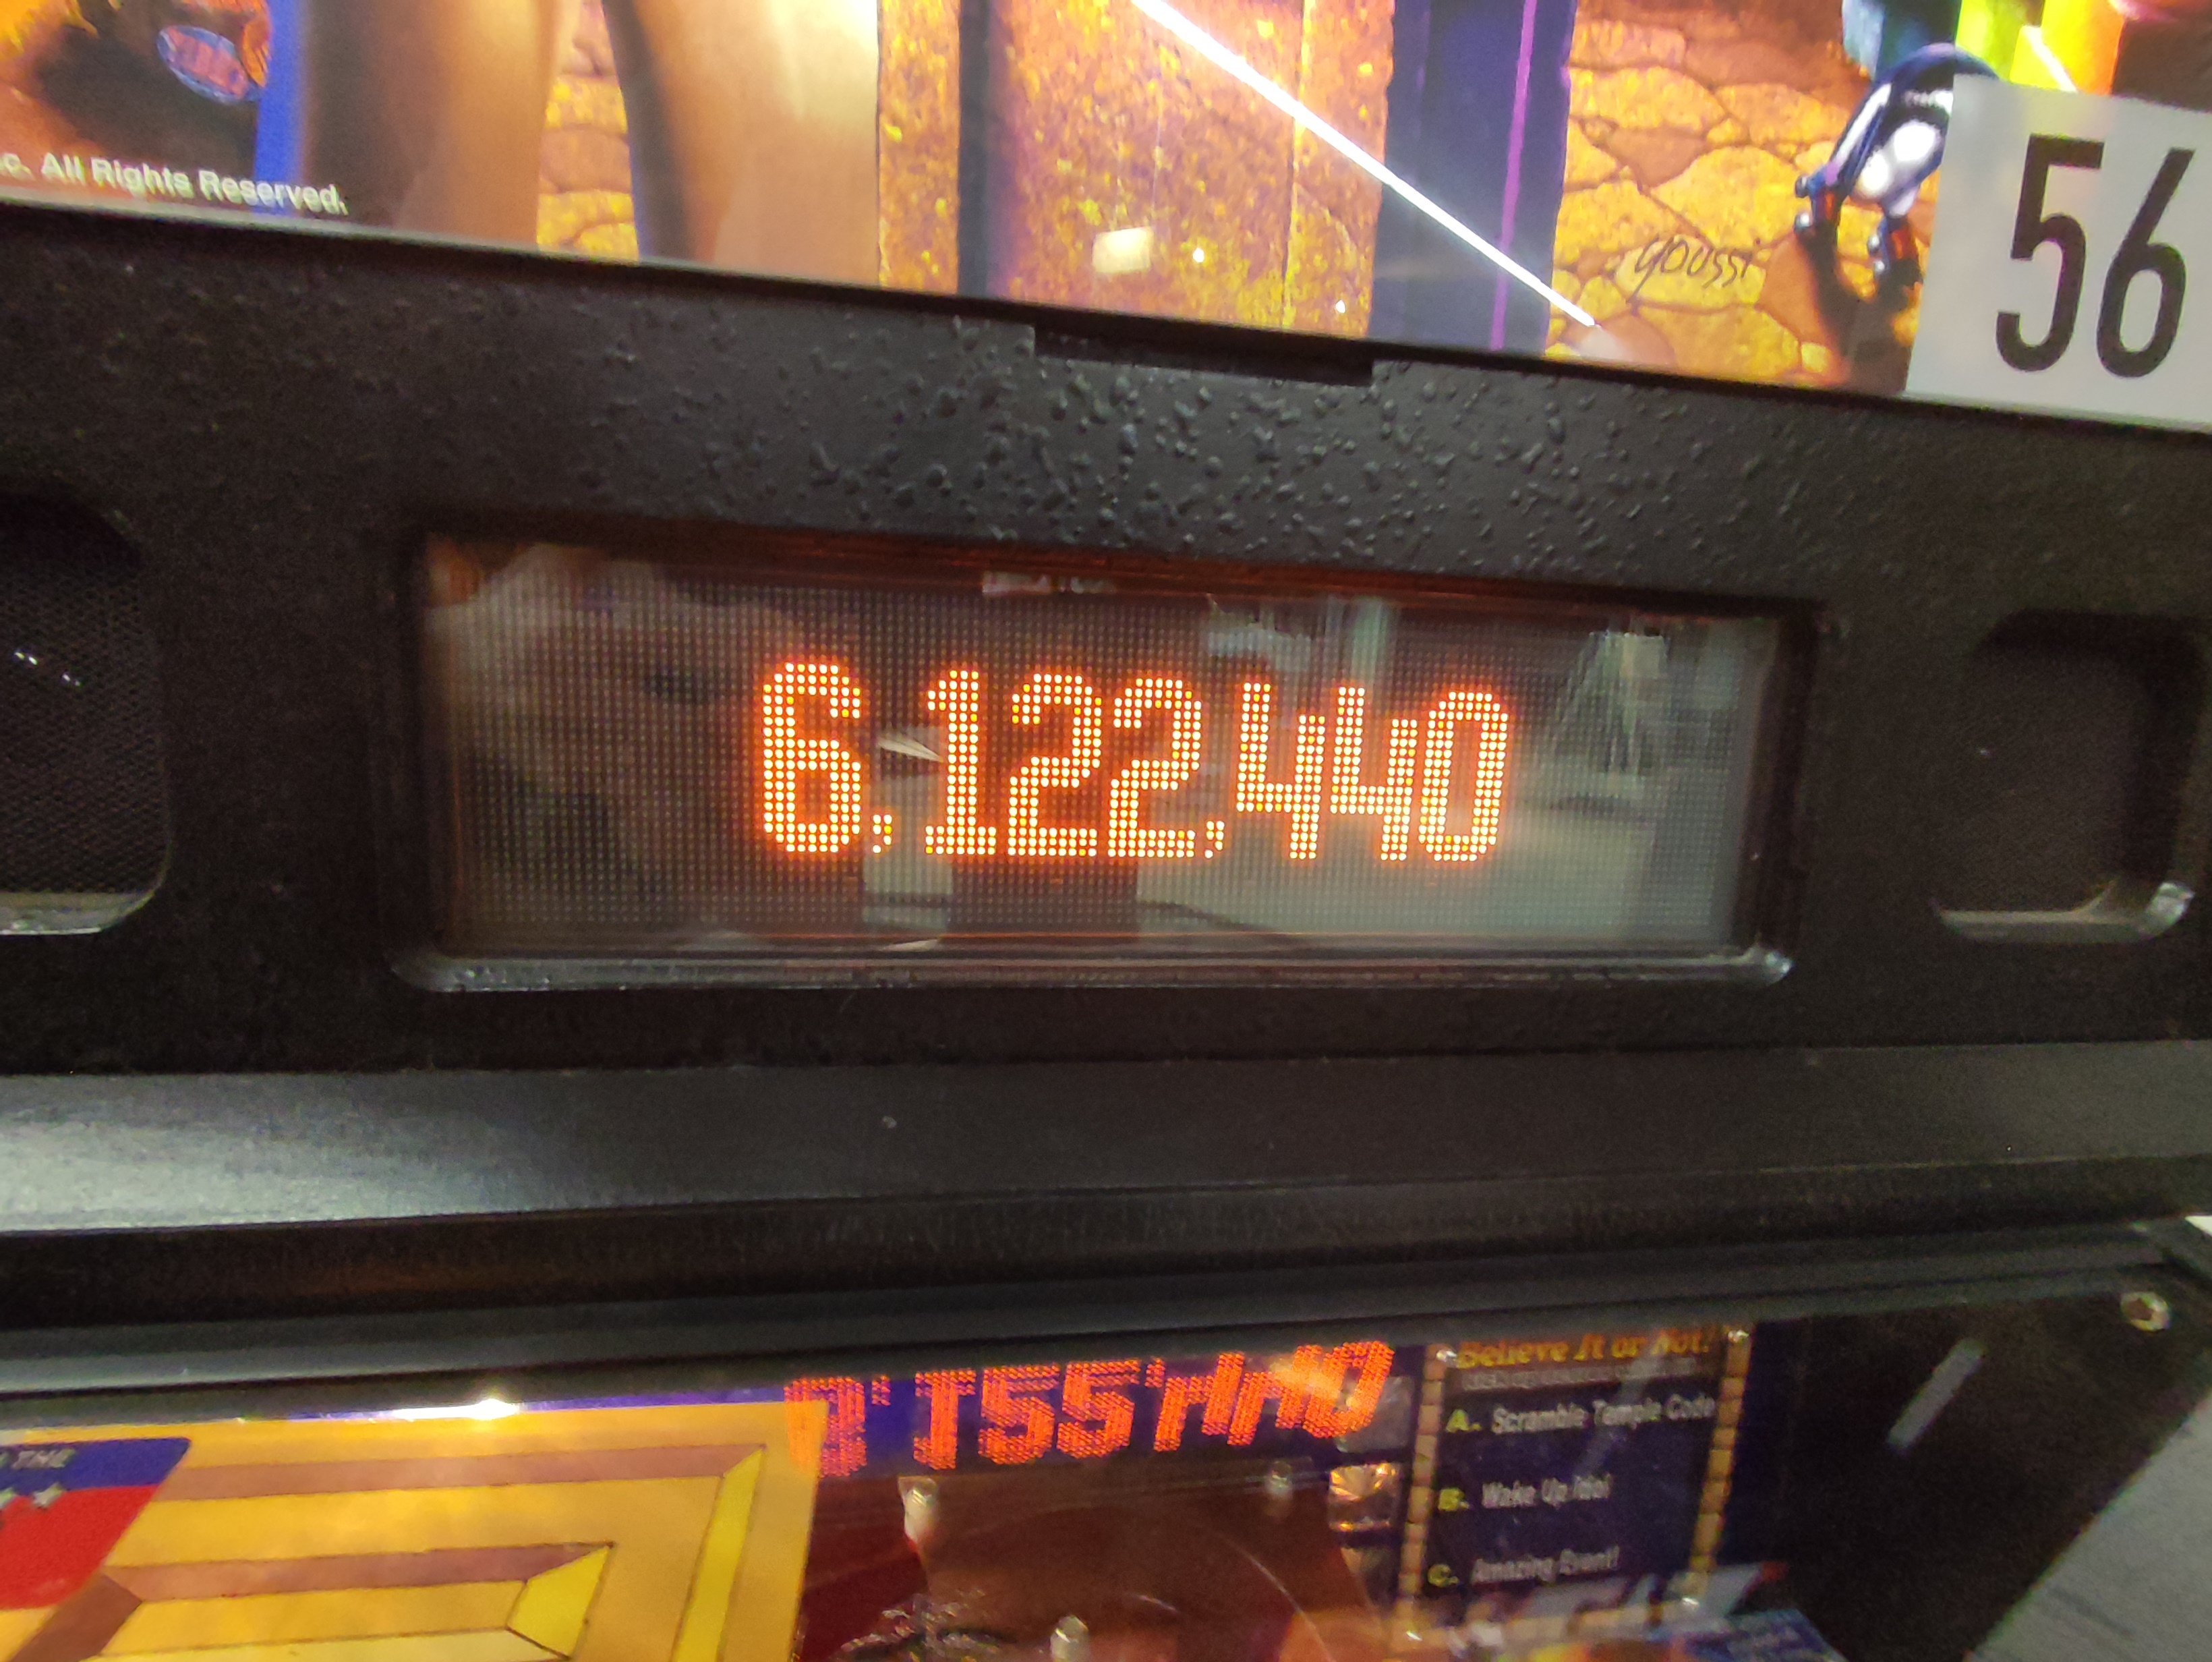 c. All Rights Reserved.
youssi
56
6,122,440
THE
Believe It or Not!
A. Scramble Temple Code
B. Wake Up Idol
C. Amazing Event!